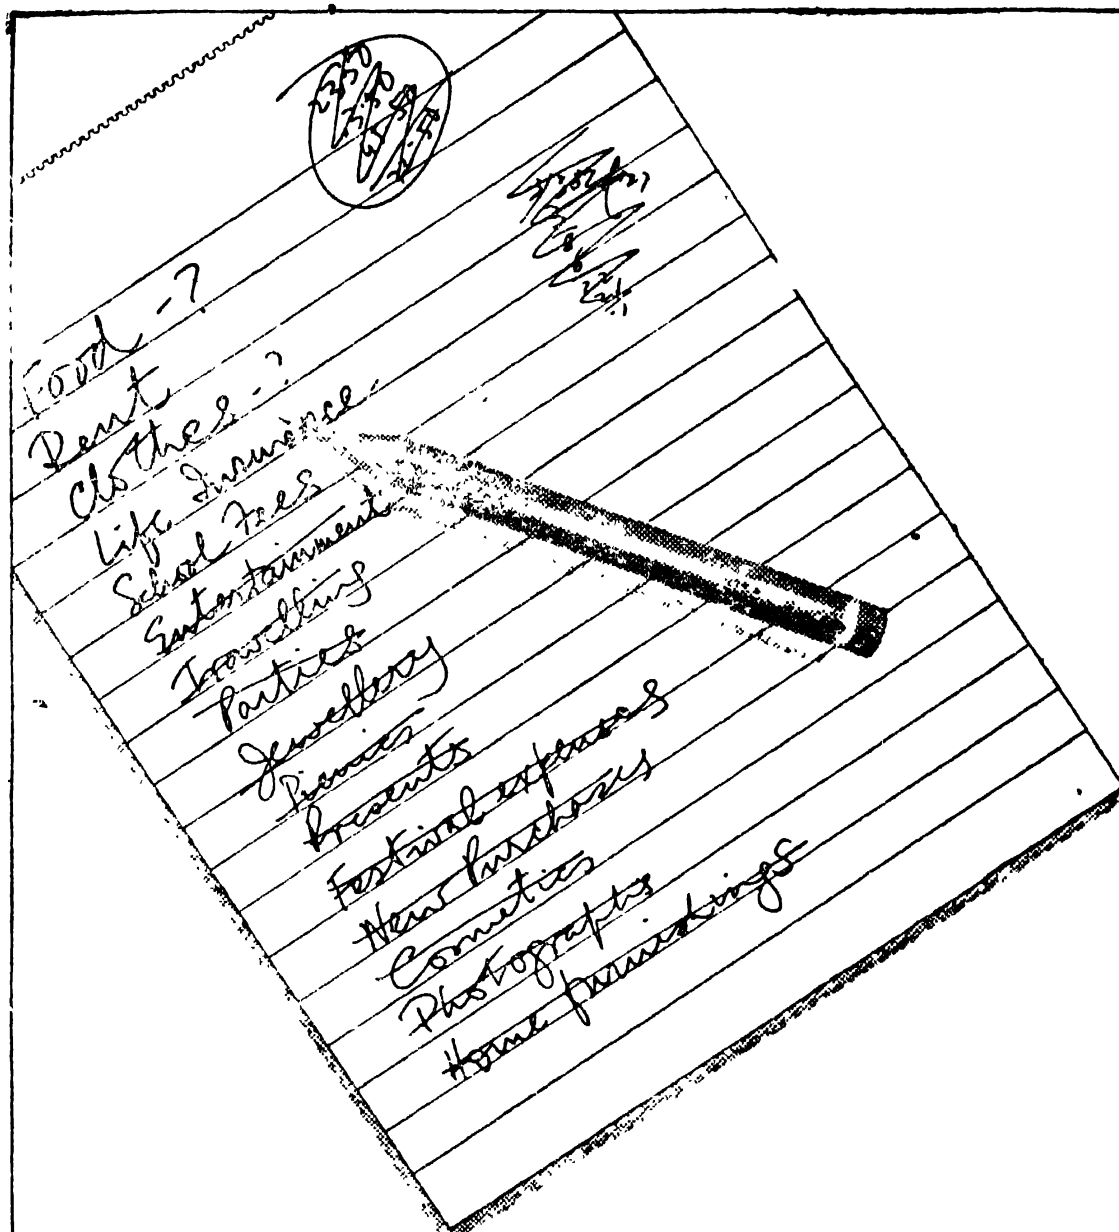 Food -?
Rent
Clothes -?
Life Insurance
School Fees
Entertainment
Travelling
Parties
Jewellery
Picnics
Presents
Festival expenses
New Purchases
Cosmetics
Photographs
Home furnishings